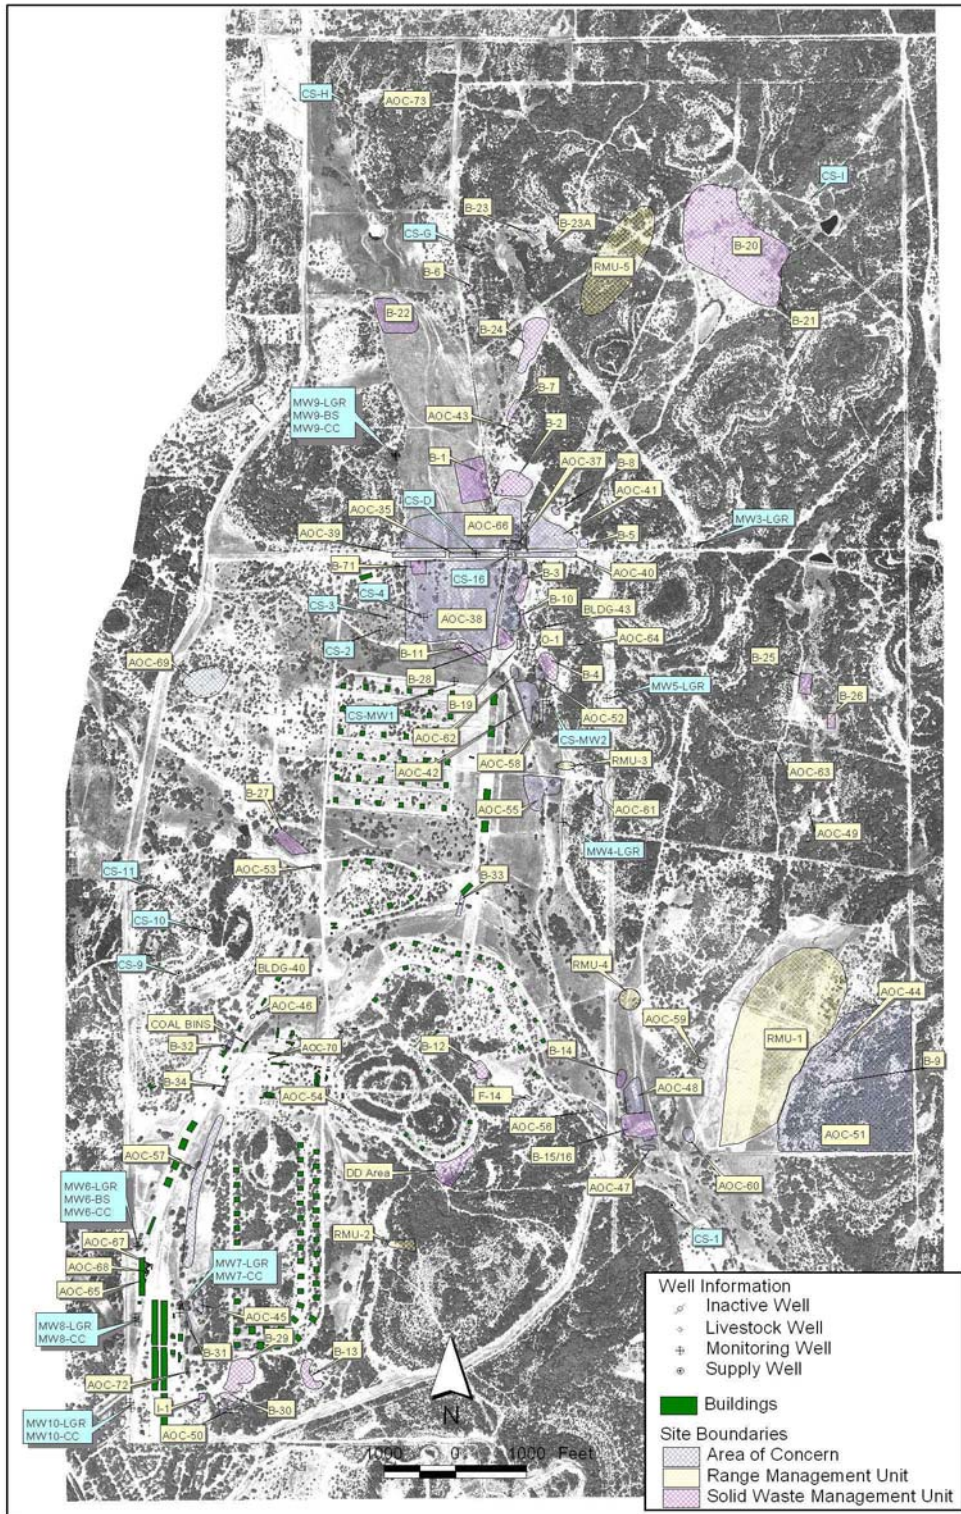 CS-H
AOC-73
CS-I
B-23
B-23A
CS-G
B-20
RMU-5
B-6
B-22
B-24
B-21
B-7
MW9-LGR
MW9-BS
MW9-CC
AOC-43
B-2
B-1
AOC-37
B-8
AOC-41
CS-D
AOC-35
AOC-66
MW3-LGR
AOC-39
B-5
B-71
CS-16
B-3
AOC-40
CS-4
CS-3
B-10
BLDG-43
AOC-38
CS-2
O-1
AOC-64
B-11
AOC-69
B-28
B-4
B-25
MW5-LGR
B-26
CS-MW1
B-19
AOC-52
AOC-62
CS-MW2
AOC-42
AOC-58
RMU-3
AOC-63
B-27
AOC-55
AOC-61
AOC-49
MW4-LGR
AOC-53
CS-11
B-33
CS-10
CS-9
BLDG-40
RMU-4
AOC-44
AOC-46
AOC-59
COAL BINS
RMU-1
B-32
AOC-70
B-12
B-14
B-9
B-34
AOC-48
AOC-54
F-14
AOC-56
AOC-51
AOC-57
B-15/16
DD Area
AOC-47
AOC-60
MW6-LGR
MW6-BS
MW6-CC
CS-1
RMU-2
AOC-67
AOC-68
MW7-LGR
MW7-CC
AOC-65
MW8-LGR
MW8-CC
AOC-45
B-29
B-31
B-13
AOC-72
I-1
B-30
MW10-LGR
MW10-CC
AOC-50
N
1000 0 1000 Feet
Well Information
Inactive Well
Livestock Well
Monitoring Well
Supply Well
Buildings
Site Boundaries
Area of Concern
Range Management Unit
Solid Waste Management Unit